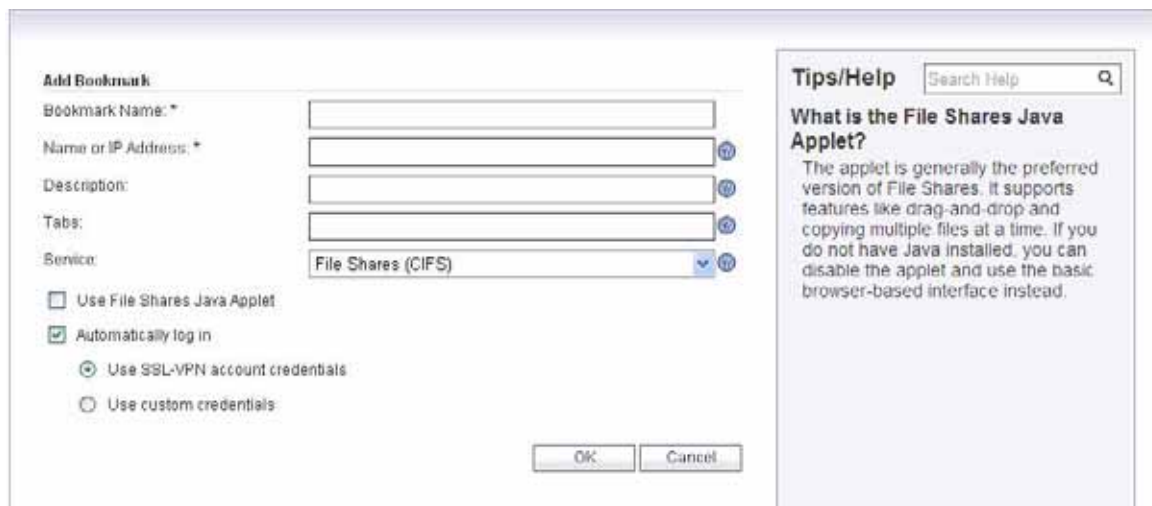 Add Bookmark
Bookmark Name: *
Name or IP Address: *
Description:
Tabs:
Service:
File Shares (CIFS)
Use File Shares Java Applet
Automatically log in
Use SSL-VPN account credentials
Use custom credentials
OK
Cancel
Tips/Help
Search Help
What is the File Shares Java
Applet?
The applet is generally the preferred
version of File Shares. It supports
features like drag-and-drop and
copying multiple files at a time. If you
do not have Java installed, you can
disable the applet and use the basic
browser-based interface instead.